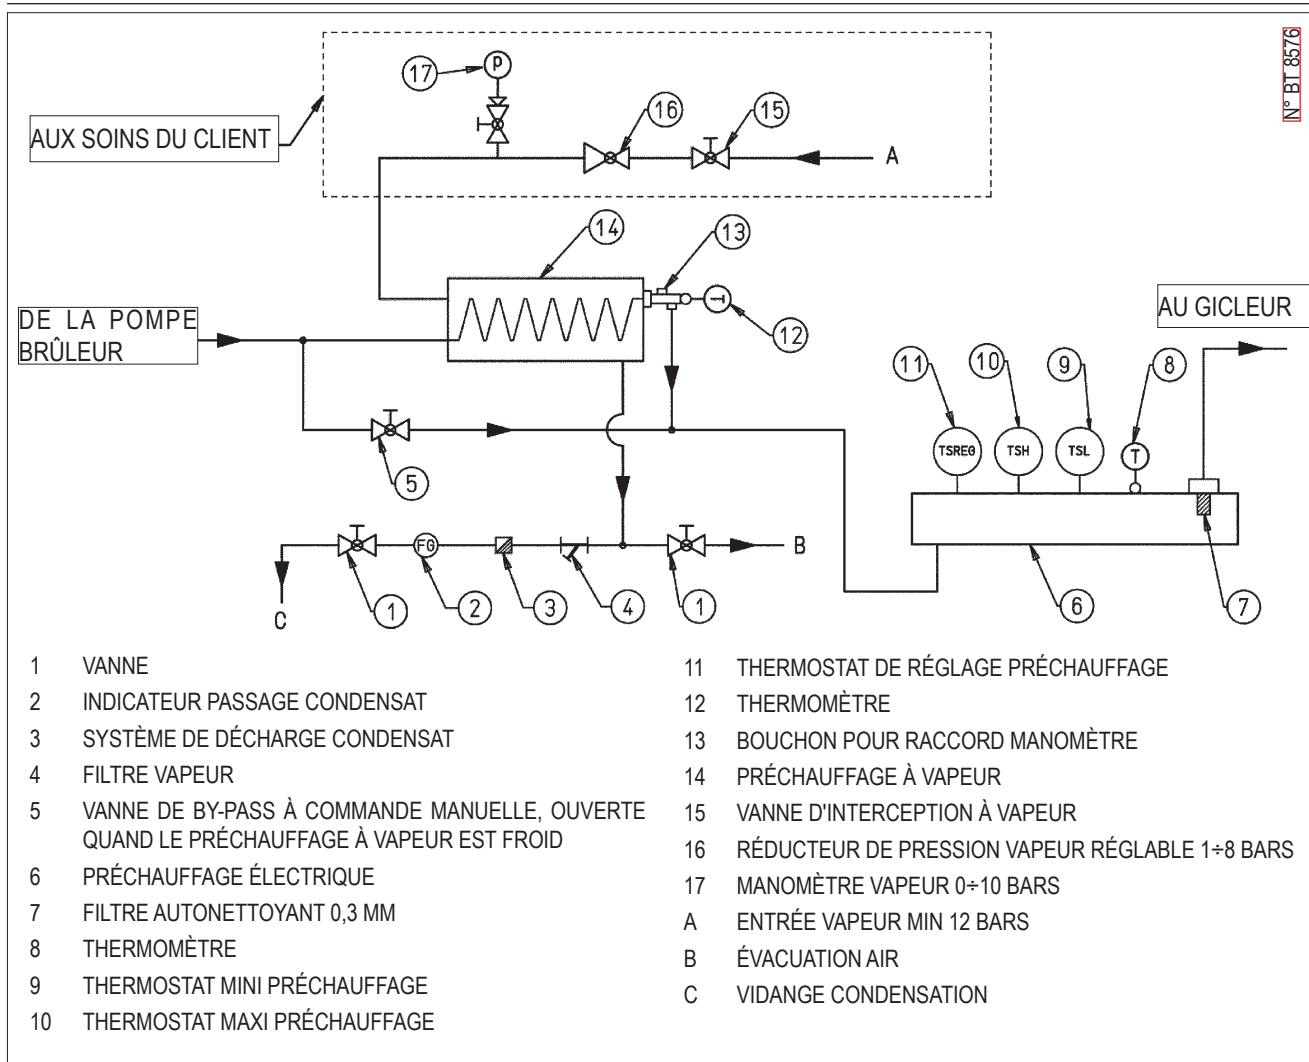 N° BT 8576
17
P
16
15
AUX SOINS DU CLIENT
A
14
13
DE LA POMPE
BRÛLEUR
T
12
AU GICLEUR
11
10
9
8
TSREG
TSH
TSL
T
5
FG
B
C
1
2
3
4
1
6
7
1 VANNE
2 INDICATEUR PASSAGE CONDENSAT
3 SYSTÈME DE DÉCHARGE CONDENSAT
4 FILTRE VAPEUR
5 VANNE DE BY-PASS À COMMANDE MANUELLE, OUVERTE
QUAND LE PRÉCHAUFFAGE À VAPEUR EST FROID
6 PRÉCHAUFFAGE ÉLECTRIQUE
7 FILTRE AUTONETTOYANT 0,3 MM
8 THERMOMÈTRE
9 THERMOSTAT MINI PRÉCHAUFFAGE
10 THERMOSTAT MAXI PRÉCHAUFFAGE
11 THERMOSTAT DE RÉGLAGE PRÉCHAUFFAGE
12 THERMOMÈTRE
13 BOUCHON POUR RACCORD MANOMÈTRE
14 PRÉCHAUFFAGE À VAPEUR
15 VANNE D'INTERCEPTION À VAPEUR
16 RÉDUCTEUR DE PRESSION VAPEUR RÉGLABLE 1÷8 BARS
17 MANOMÈTRE VAPEUR 0÷10 BARS
A ENTRÉE VAPEUR MIN 12 BARS
B ÉVACUATION AIR
C VIDANGE CONDENSATION